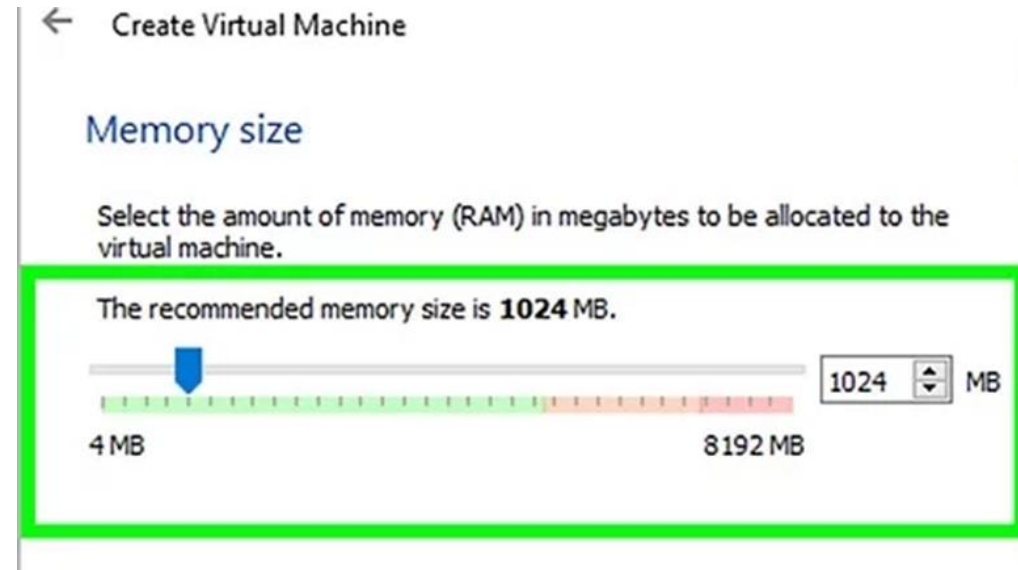 Create Virtual Machine
Memory size
Select the amount of memory (RAM) in megabytes to be allocated to the
virtual machine.
The recommended memory size is 1024 MB.
1024 MB
4 MB 8192 MB